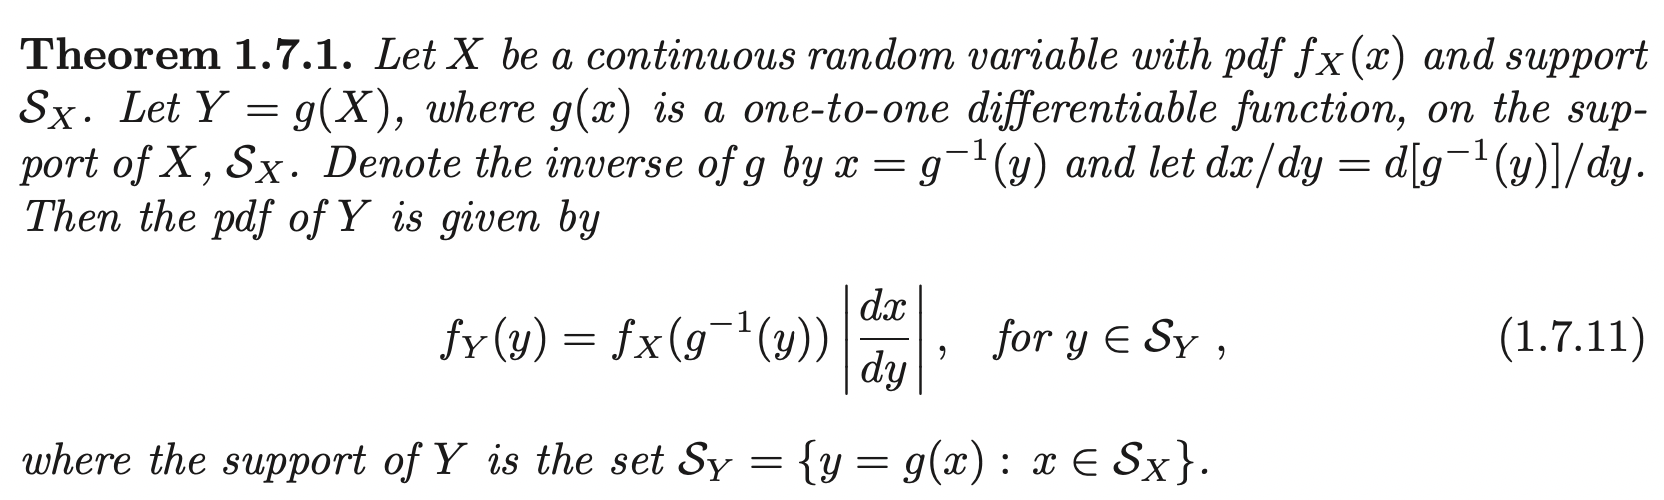 Theorem 1.7.1. Let X be a continuous random variable with pdf f_X(x) and support
𝒮_X. Let Y = g(X), where g(x) is a one-to-one differentiable function, on the sup-
port of X, 𝒮_X. Denote the inverse of g by x = g⁻¹(y) and let dx/dy = d[g⁻¹(y)]/dy.
Then the pdf of Y is given by
f_Y(y) = f_X(g⁻¹(y)) |dx/dy|, for y ∈ 𝒮_Y, (1.7.11)
where the support of Y is the set 𝒮_Y = {y = g(x) : x ∈ 𝒮_X}.